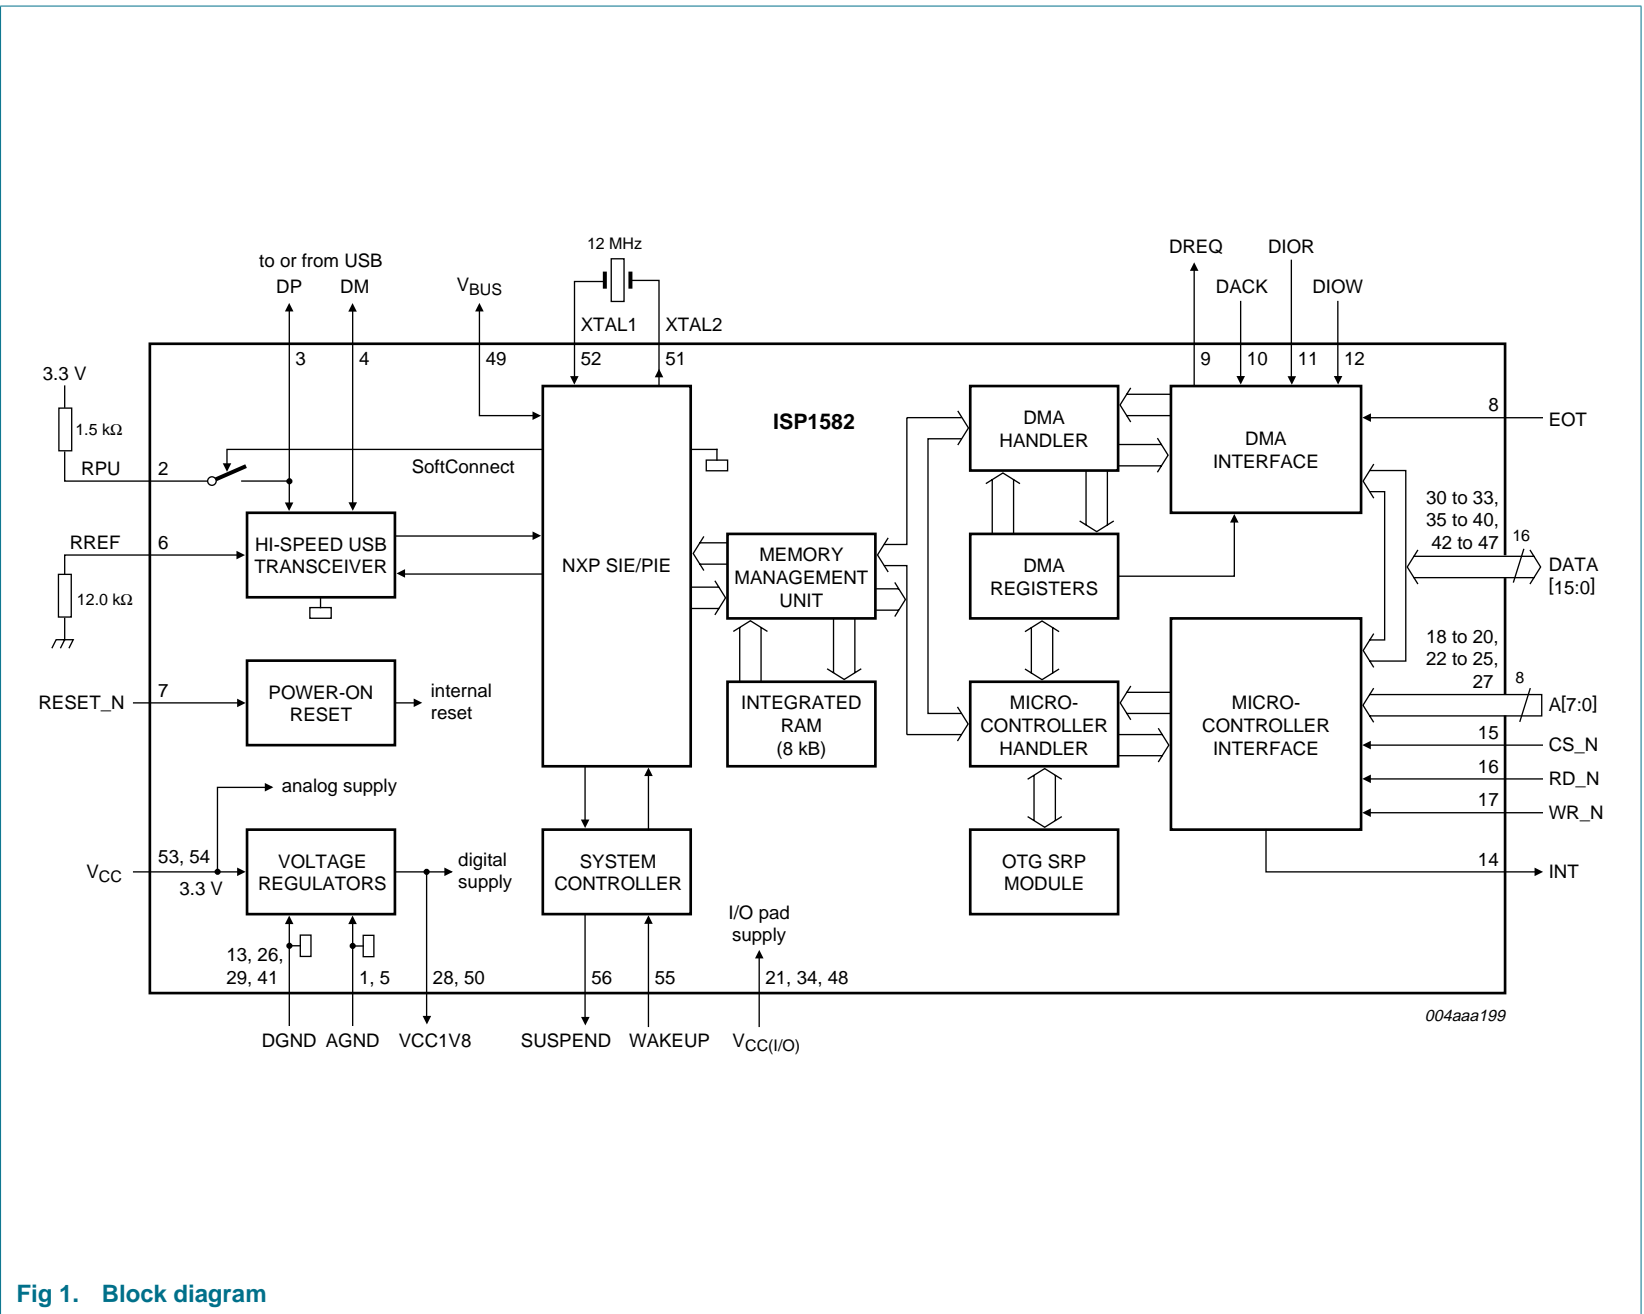 12 MHz
to or from USB
DP
DM
VBUS
XTAL1
XTAL2
DREQ
DIOR
DACK
DIOW
3
4
49
52
51
9
10
11
12
3.3 V
1.5 kΩ
RPU
2
SoftConnect
ISP1582
DMA
HANDLER
DMA
INTERFACE
8
EOT
30 to 33,
35 to 40,
42 to 47
16
DATA
[15:0]
RREF
6
12.0 kΩ
HI-SPEED USB
TRANSCEIVER
NXP SIE/PIE
MEMORY
MANAGEMENT
UNIT
DMA
REGISTERS
18 to 20,
22 to 25,
27
8
A[7:0]
RESET_N
7
POWER-ON
RESET
internal
reset
INTEGRATED
RAM
(8 kB)
MICRO-
CONTROLLER
HANDLER
MICRO-
CONTROLLER
INTERFACE
15
CS_N
16
RD_N
17
WR_N
analog supply
VCC
53, 54
3.3 V
VOLTAGE
REGULATORS
digital
supply
SYSTEM
CONTROLLER
OTG SRP
MODULE
14
INT
I/O pad
supply
13, 26,
29, 41
1, 5
28, 50
56
55
21, 34, 48
DGND
AGND
VCC1V8
SUSPEND
WAKEUP
VCC(I/O)
004aaa199
Fig 1. Block diagram